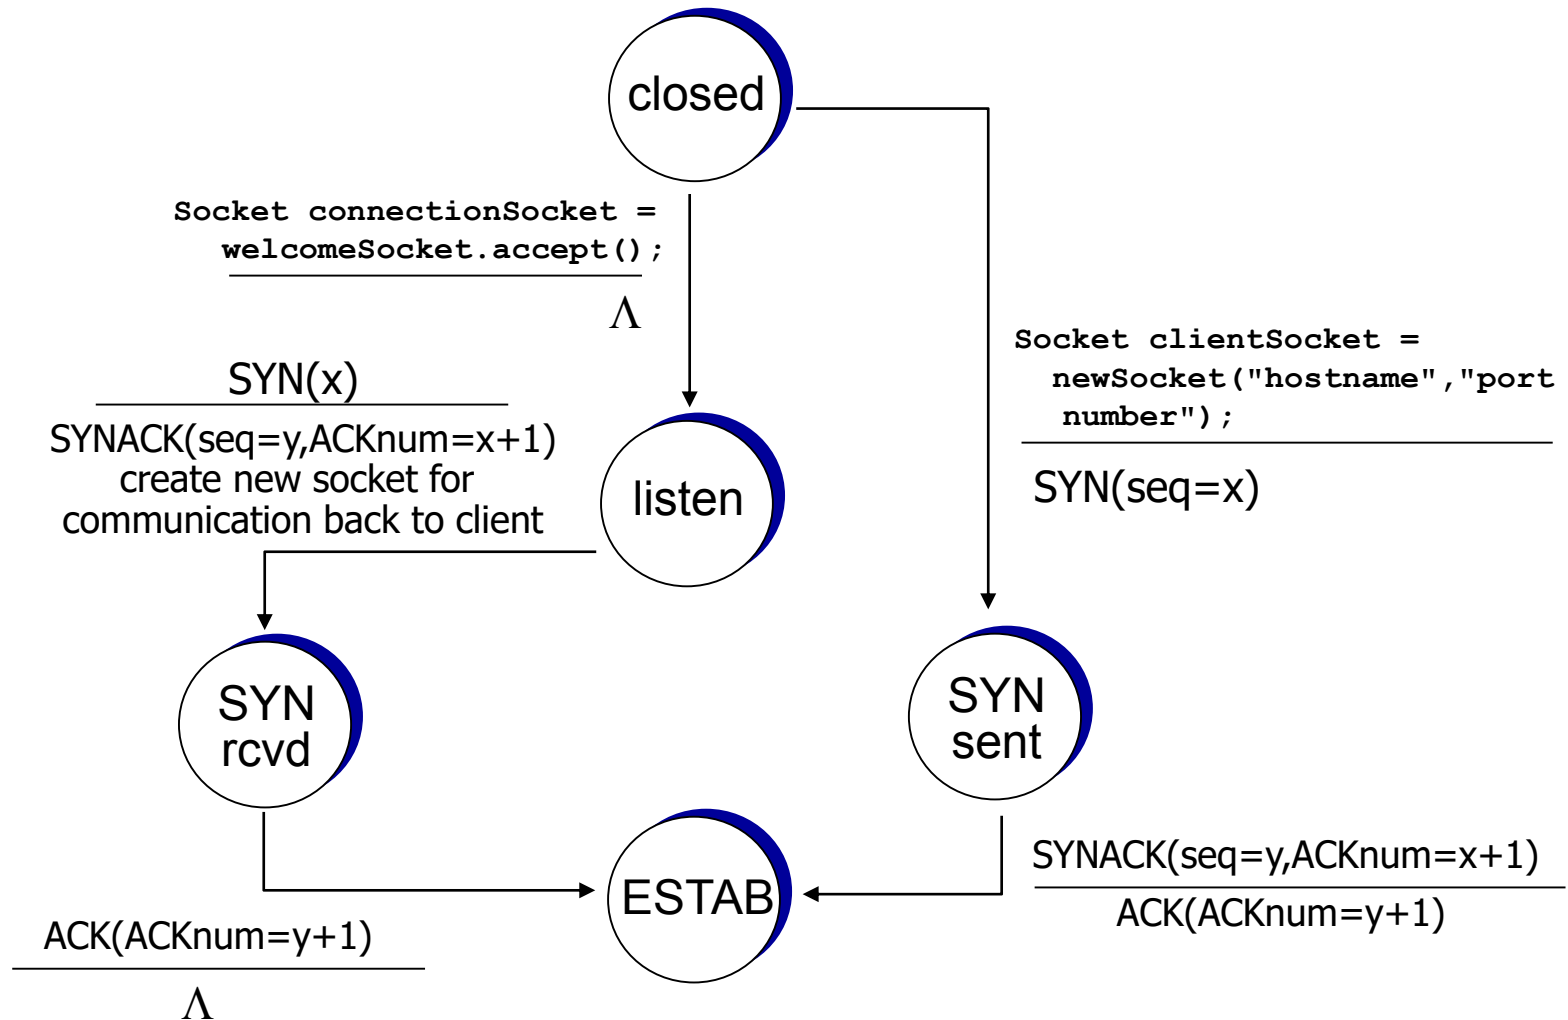 closed
Socket connectionSocket =
welcomeSocket.accept();
Λ
Socket clientSocket =
newSocket("hostname","port
number");
SYN(seq=x)
SYN(x)
SYNACK(seq=y,ACKnum=x+1)
create new socket for
communication back to client
listen
SYN
rcvd
SYN
sent
ESTAB
SYNACK(seq=y,ACKnum=x+1)
ACK(ACKnum=y+1)
ACK(ACKnum=y+1)
Λ